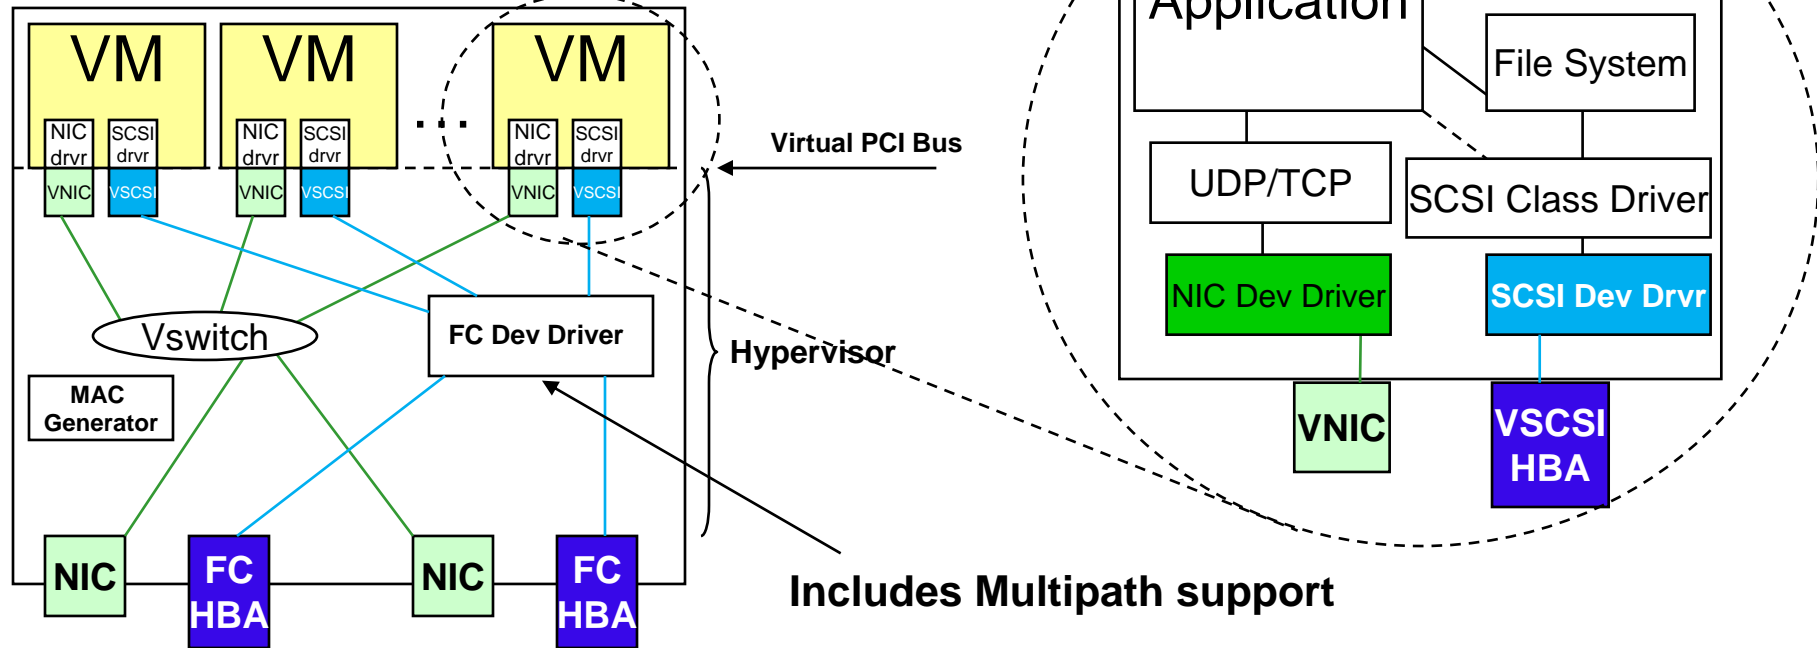 VM
VM
VM
NIC
drvr
SCSI
drvr
NIC
drvr
SCSI
drvr
...
NIC
drvr
SCSI
drvr
VNIC
VSCSI
VNIC
VSCSI
VNIC
VSCSI
Virtual PCI Bus
Vswitch
FC Dev Driver
Hypervisor
MAC
Generator
NIC
FC
HBA
NIC
FC
HBA
Includes Multipath support
Application
File System
UDP/TCP
SCSI Class Driver
NIC Dev Driver
SCSI Dev Drvr
VNIC
VSCSI
HBA